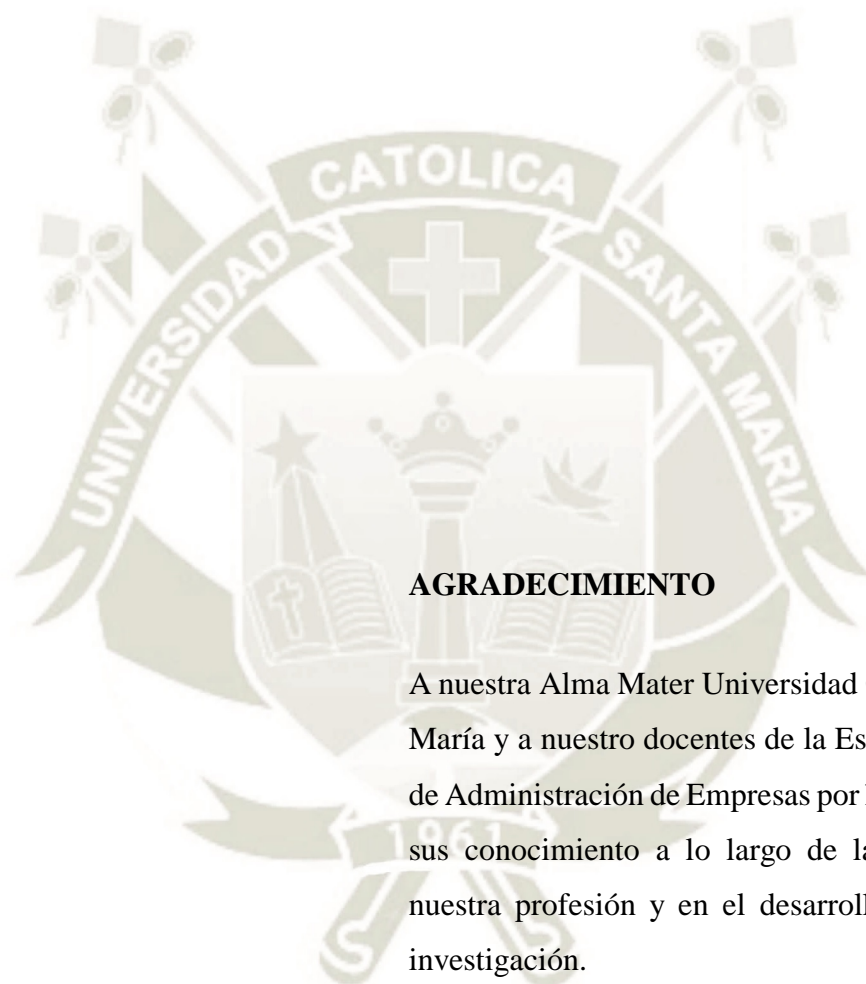 CATOLICA
UNIVERSIDAD
SANTA MARIA
AGRADECIMIENTO
A nuestra Alma Mater Universidad
María y a nuestro docentes de la Es
de Administración de Empresas por
sus conocimiento a lo largo de la
nuestra profesión y en el desarroll
investigación.
1961